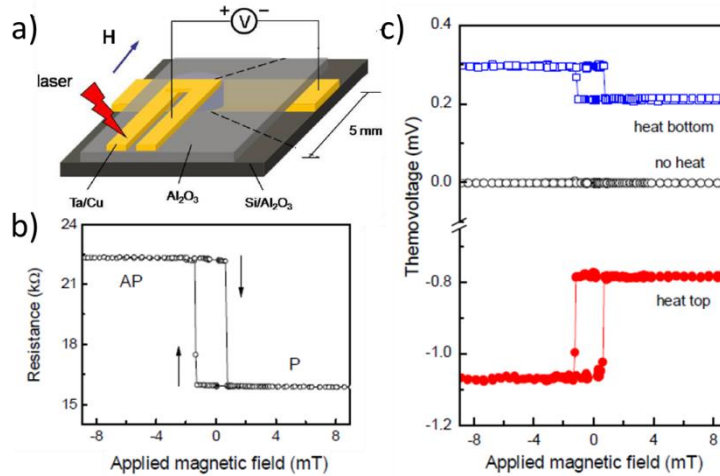 a)
H
+ V −
laser
5 mm
Ta/Cu
Al₂O₃
Si/Al₂O₃
b)
Resistance (kΩ)
24
21
18
15
AP
P
-8 -4 0 4 8
Applied magnetic field (mT)
c)
Themovoltage (mV)
0.4
0.2
0.0
-0.8
-1.0
-1.2
heat bottom
no heat
heat top
-8 -4 0 4 8
Applied magnetic field (mT)